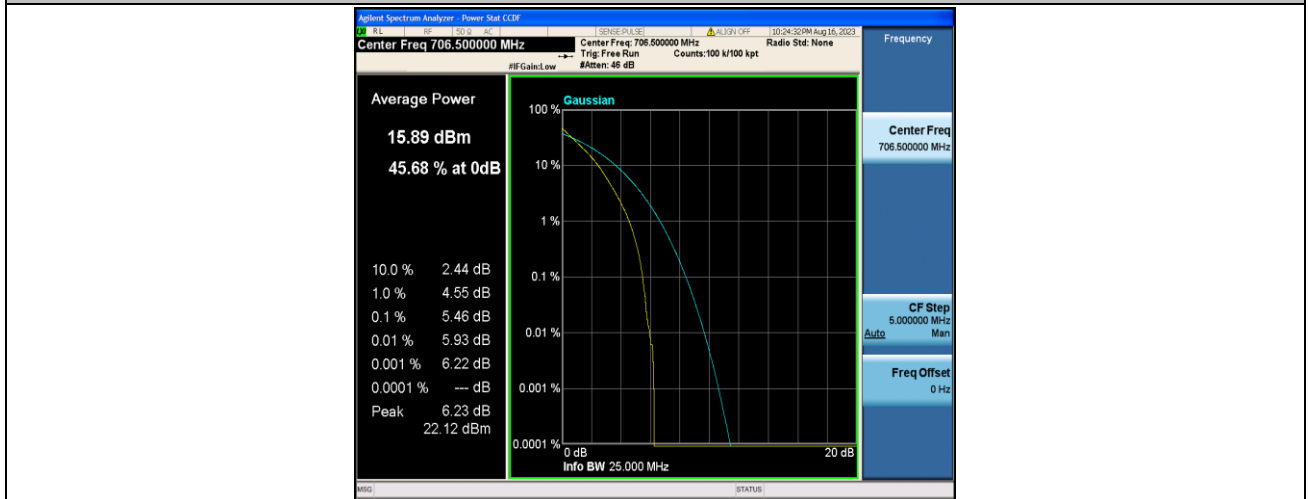 Agilent Spectrum Analyzer - Power Stat CCDF
RL RF 50 Ω AC SENSE:PULSE ALIGN OFF 10:24:32 PM Aug 16, 2023
Center Freq 706.500000 MHz
Center Freq: 706.500000 MHz Radio Std: None
Trig: Free Run Counts:100 k/100 kpt
#IFGain:Low #Atten: 46 dB
Frequency
Average Power
15.89 dBm
45.68 % at 0dB
10.0 % 2.44 dB
1.0 % 4.55 dB
0.1 % 5.46 dB
0.01 % 5.93 dB
0.001 % 6.22 dB
0.0001 % --- dB
Peak 6.23 dB
22.12 dBm
Gaussian
100 %
10 %
1 %
0.1 %
0.01 %
0.001 %
0.0001 %
0 dB 20 dB
Info BW 25.000 MHz
Center Freq
706.500000 MHz
CF Step
5.000000 MHz
Auto Man
Freq Offset
0 Hz
MSG STATUS